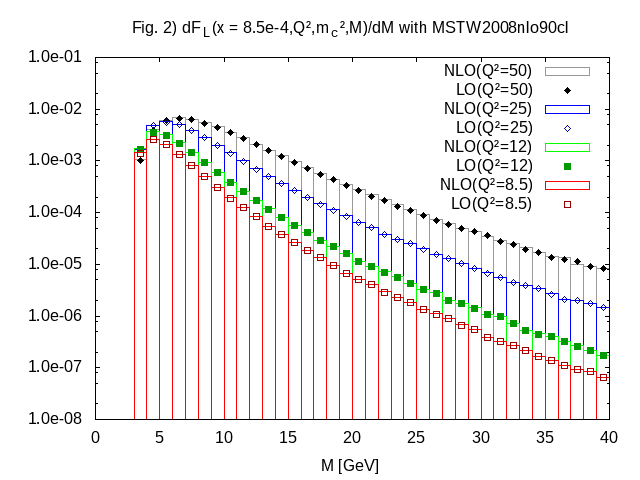 Fig. 2) dF_L(x = 8.5e-4,Q²,m_c²,M)/dM with MSTW2008nlo90cl
1.0e-01
1.0e-02
1.0e-03
1.0e-04
1.0e-05
1.0e-06
1.0e-07
1.0e-08
NLO(Q²=50)
LO(Q²=50)
NLO(Q²=25)
LO(Q²=25)
NLO(Q²=12)
LO(Q²=12)
NLO(Q²=8.5)
LO(Q²=8.5)
0 5 10 15 20 25 30 35 40
M [GeV]